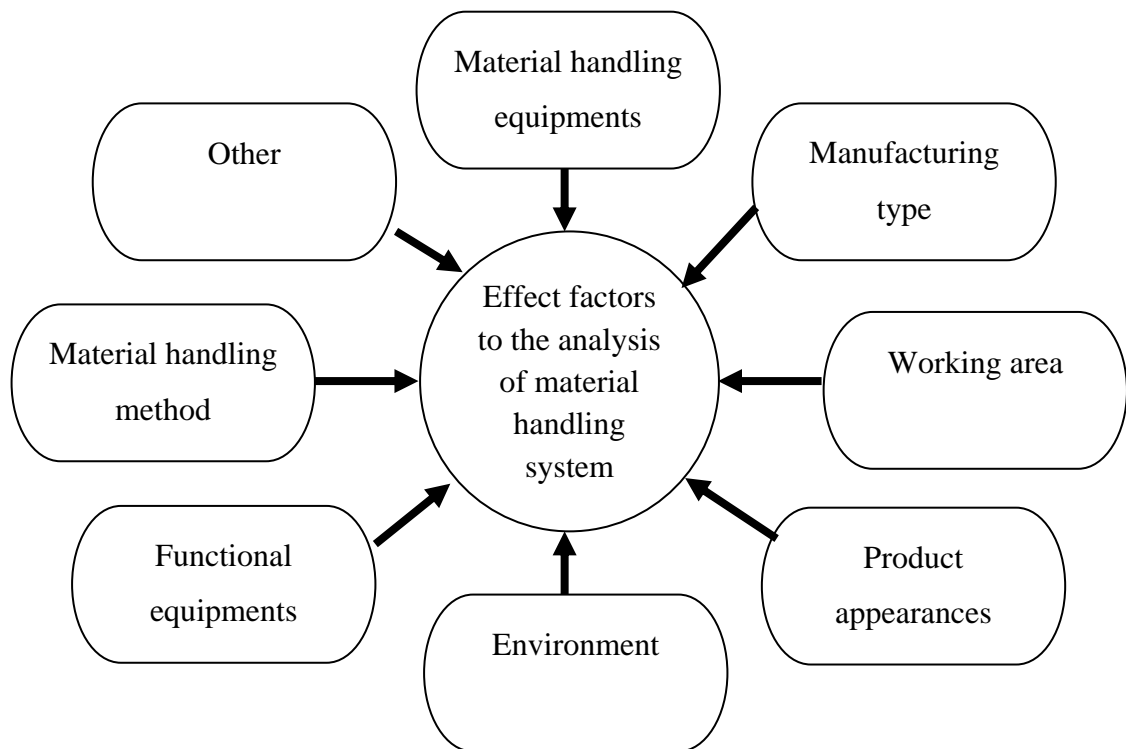 Material handling
equipments
Other
Manufacturing
type
Effect factors
to the analysis
of material
handling
system
Material handling
method
Working area
Functional
equipments
Product
appearances
Environment